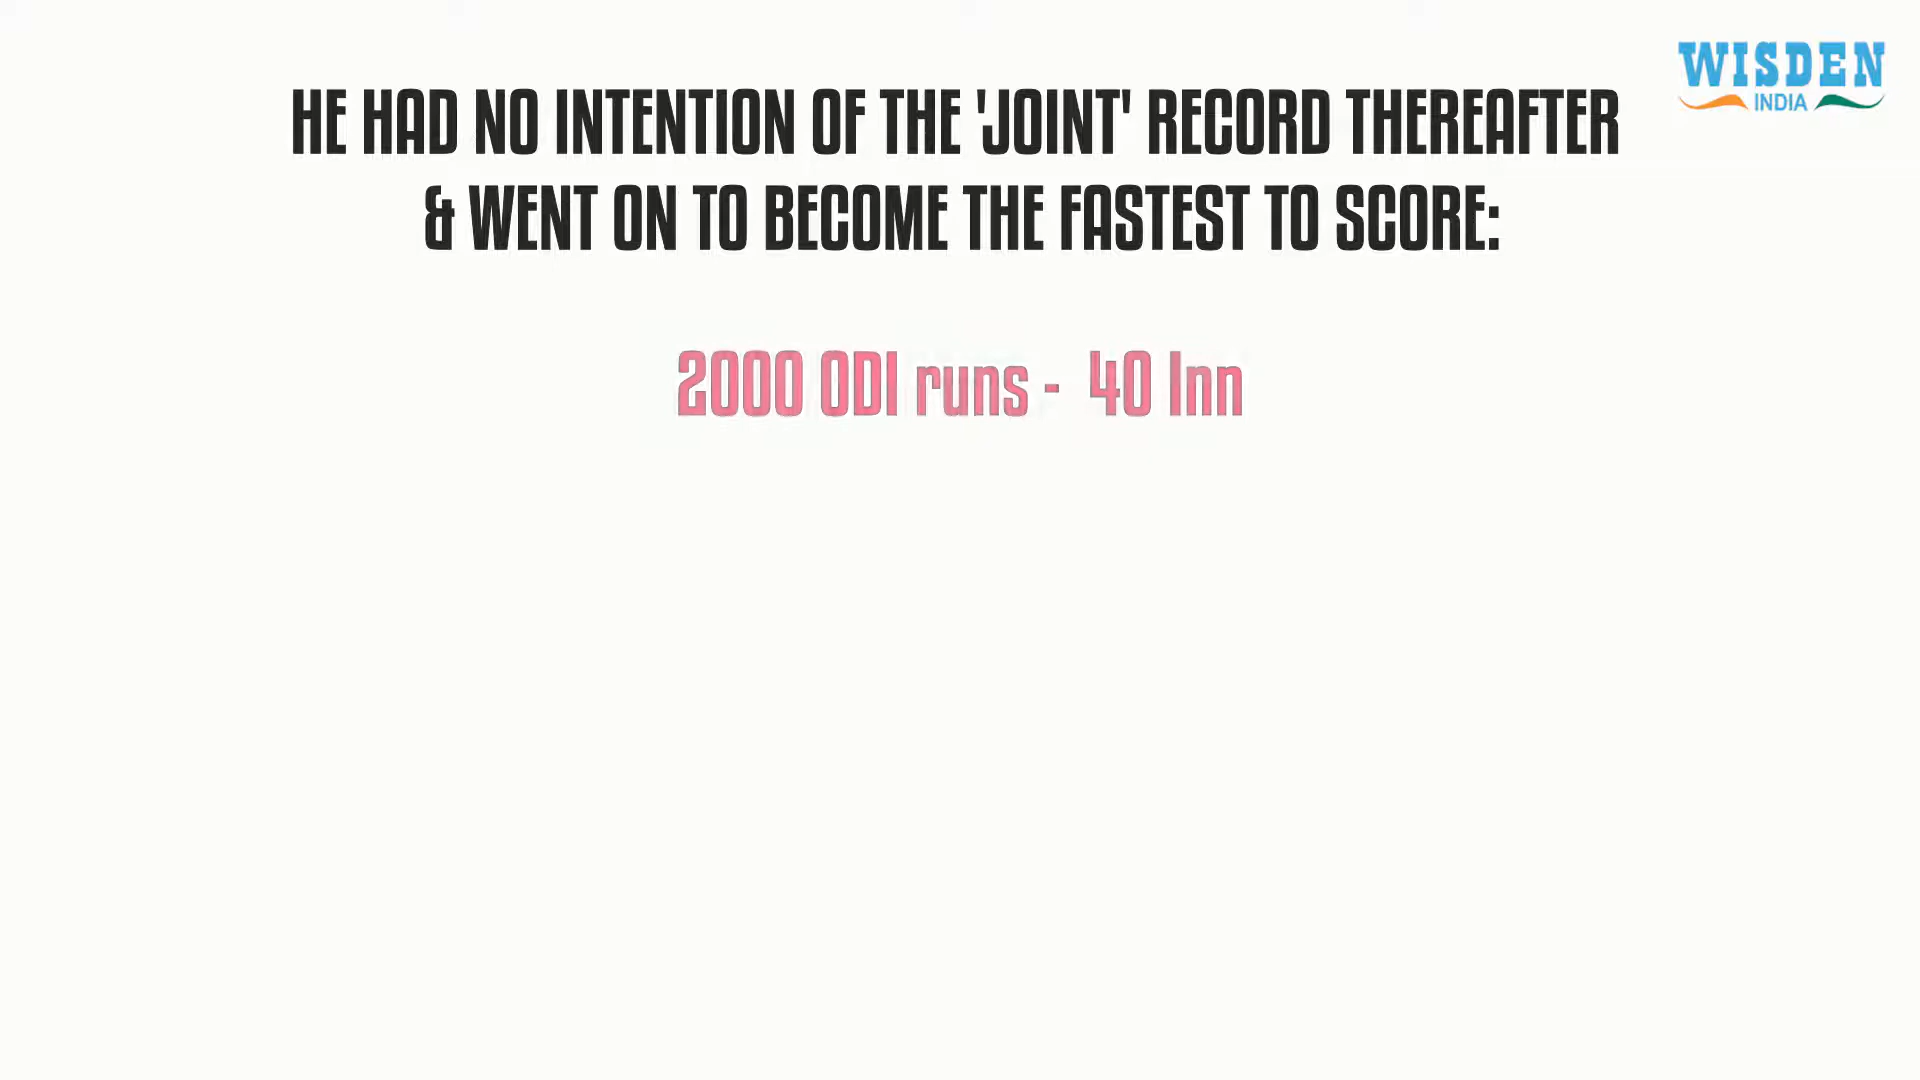 WISDEN
INDIA
HE HAD NO INTENTION OF THE 'JOINT' RECORD THEREAFTER
& WENT ON TO BECOME THE FASTEST TO SCORE:
2000 ODI runs - 40 Inn